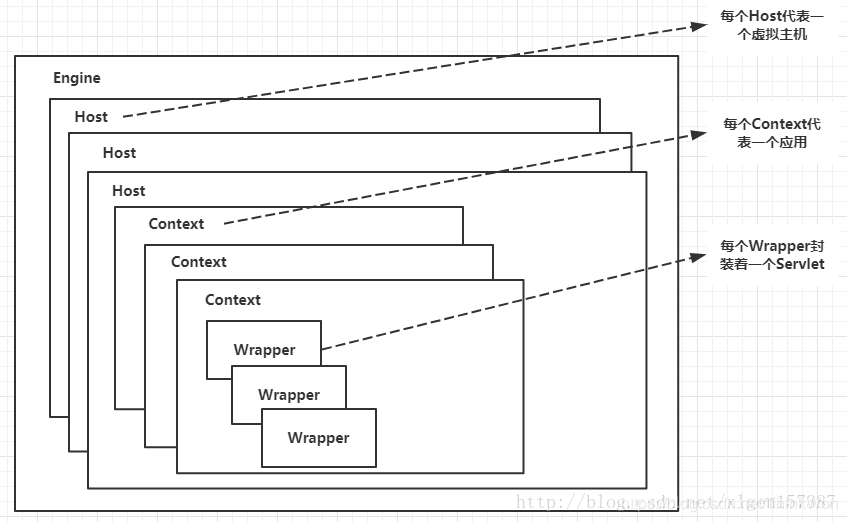 每个Host代表一
个虚拟主机
Engine
Host
每个Context代
表一个应用
Host
Host
Context
每个Wrapper封
装着一个Servlet
Context
Context
Wrapper
Wrapper
Wrapper
http://blog.csdn.net/xlgen157387